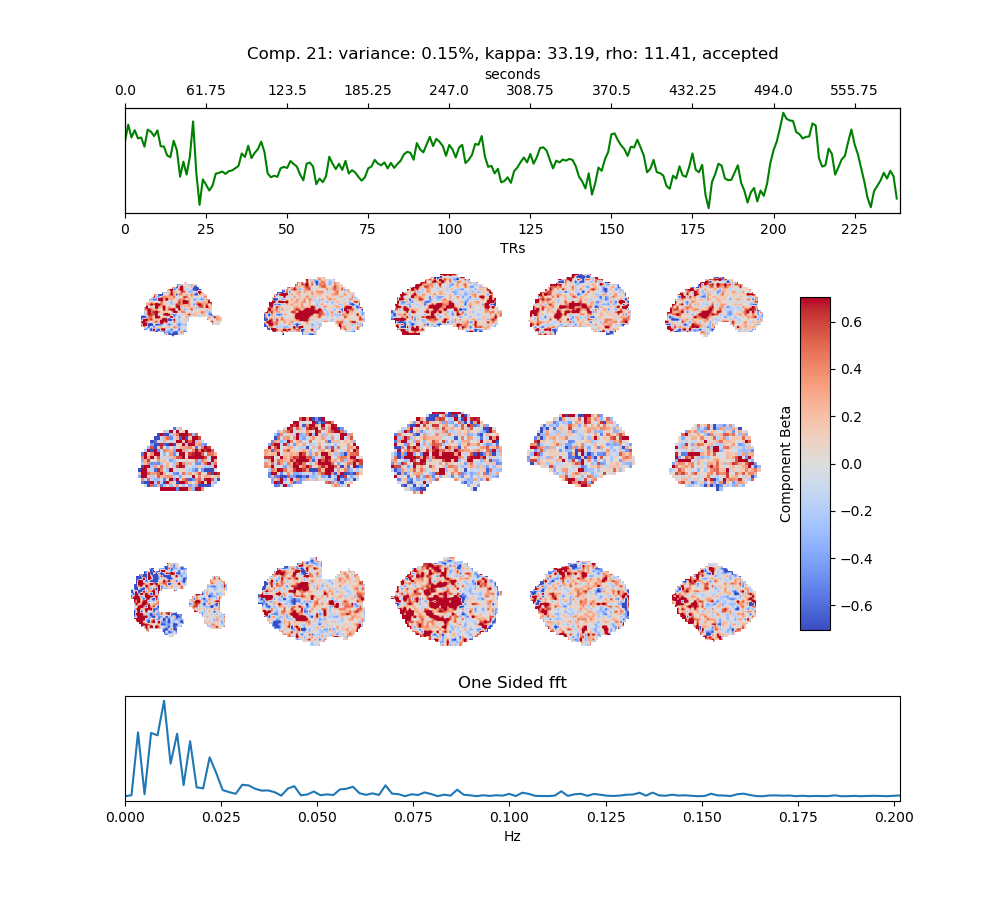 Comp. 21: variance: 0.15%, kappa: 33.19, rho: 11.41, accepted
seconds
0.0 61.75 123.5 185.25 247.0 308.75 370.5 432.25 494.0 555.75
0 25 50 75 100 125 150 175 200 225
TRs
0.6
0.4
0.2
0.0
−0.2
−0.4
−0.6
Component Beta
One Sided fft
0.000 0.025 0.050 0.075 0.100 0.125 0.150 0.175 0.200
Hz